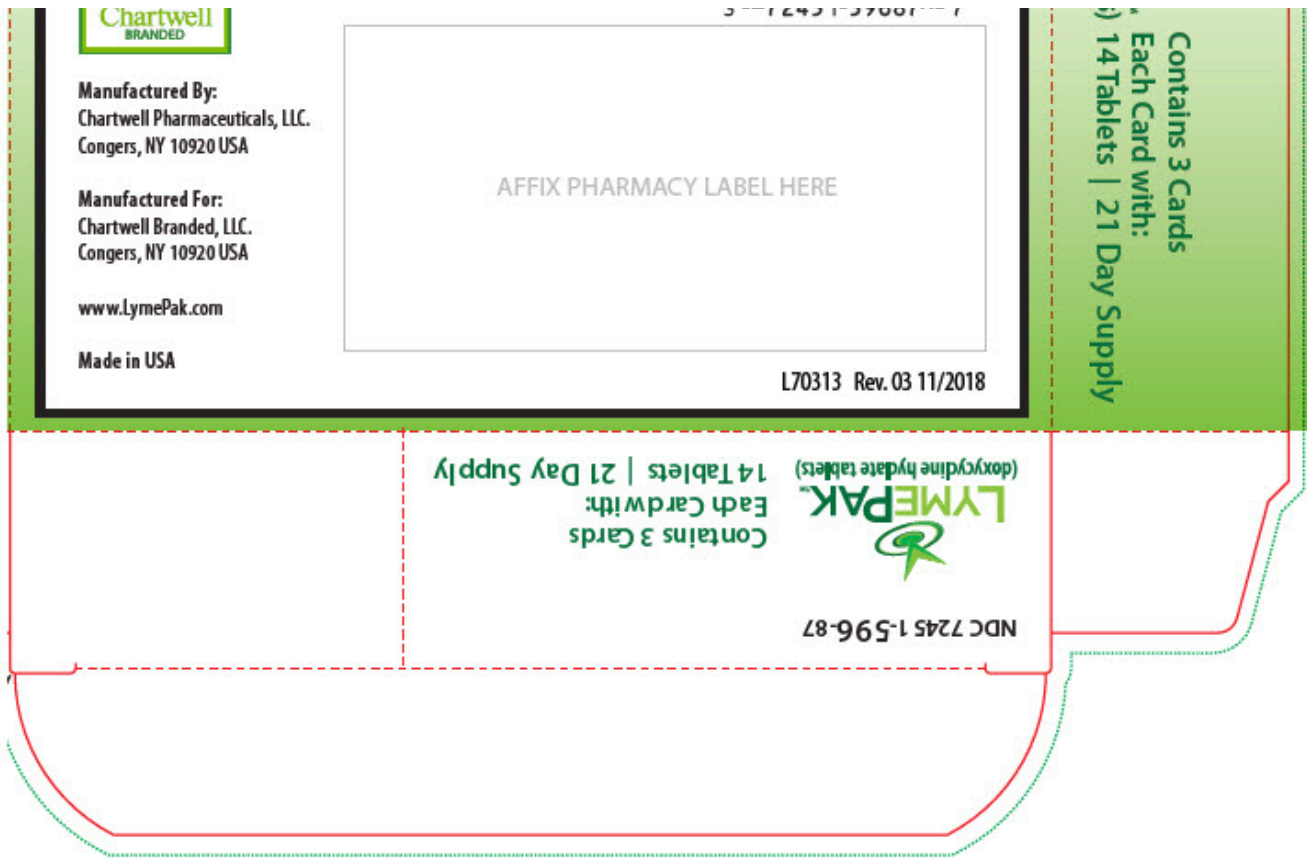 Chartwell
BRANDED
Manufactured By:
Chartwell Pharmaceuticals, LLC.
Congers, NY 10920 USA
Manufactured For:
Chartwell Branded, LLC.
Congers, NY 10920 USA
www.LymePak.com
Made in USA
AFFIX PHARMACY LABEL HERE
L70313 Rev. 03 11/2018
Contains 3 Cards
Each Card with:
14 Tablets | 21 Day Supply
NDC 72451-596-87
LYMEPAK™
(doxycycline hyclate tablets)
Contains 3 Cards
Each Card with:
14 Tablets | 21 Day Supply